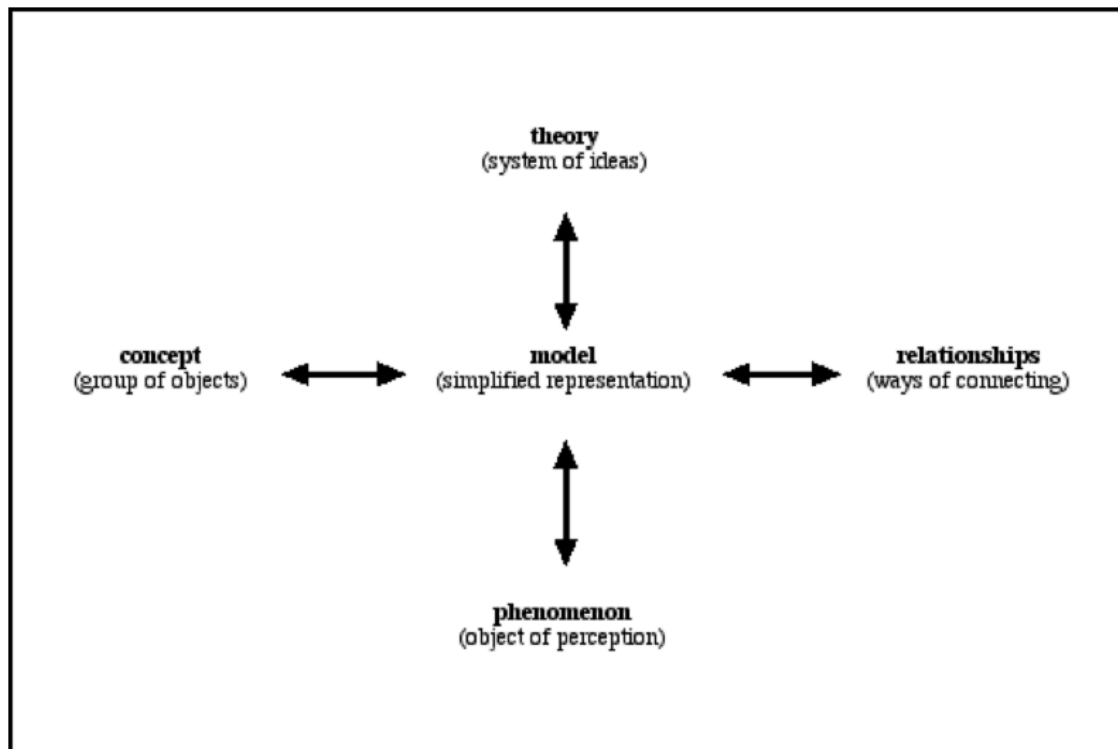 theory
(system of ideas)
concept
(group of objects)
model
(simplified representation)
relationships
(ways of connecting)
phenomenon
(object of perception)